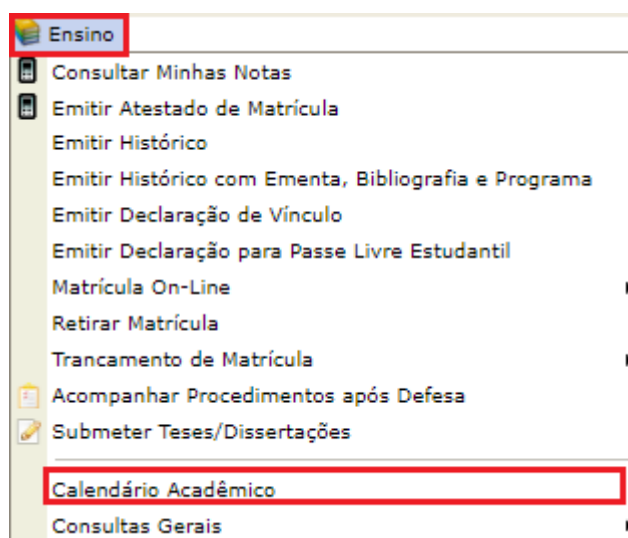 Ensino
Consultar Minhas Notas
Emitir Atestado de Matrícula
Emitir Histórico
Emitir Histórico com Ementa, Bibliografia e Programa
Emitir Declaração de Vínculo
Emitir Declaração para Passe Livre Estudantil
Matrícula On-Line
Retirar Matrícula
Trancamento de Matrícula
Acompanhar Procedimentos após Defesa
Submeter Teses/Dissertações
Calendário Acadêmico
Consultas Gerais